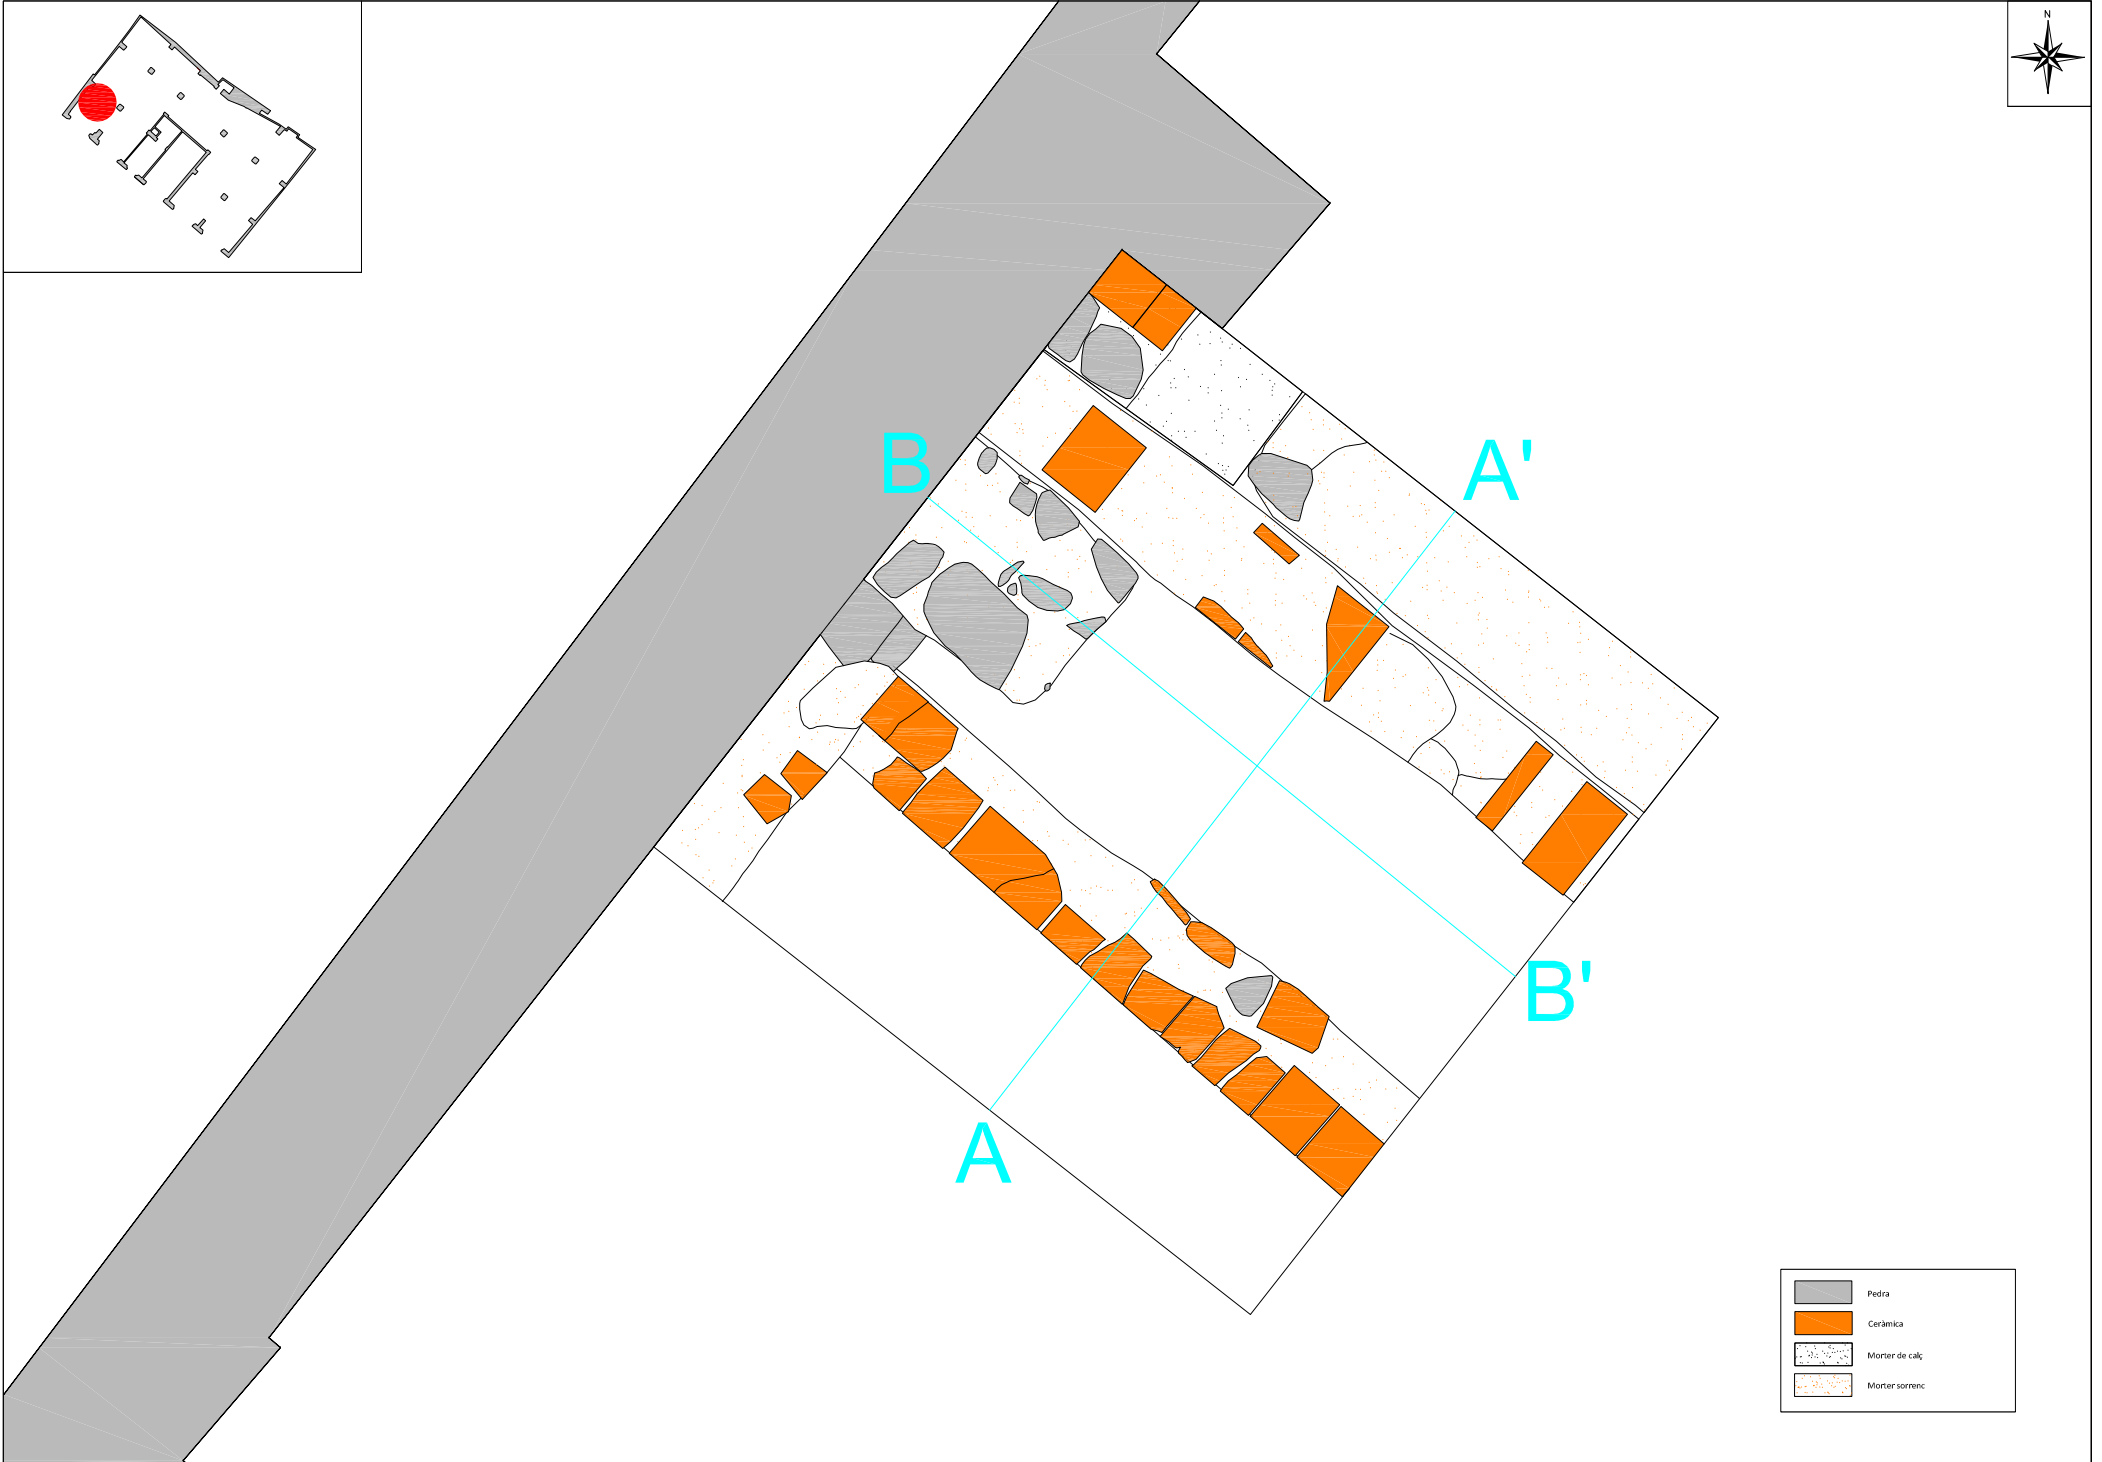 N
B
A'
B'
A
Pedra
Ceràmica
Morter de calç
Morter sorrenc